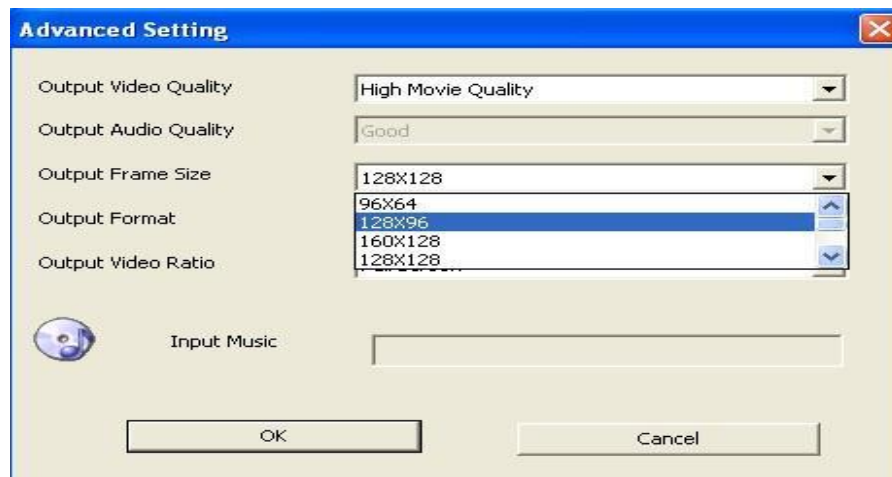 Advanced Setting
Output Video Quality
High Movie Quality
Output Audio Quality
Good
Output Frame Size
128X128
96X64
128X96
160X128
128X128
Output Format
Output Video Ratio
Input Music
OK
Cancel